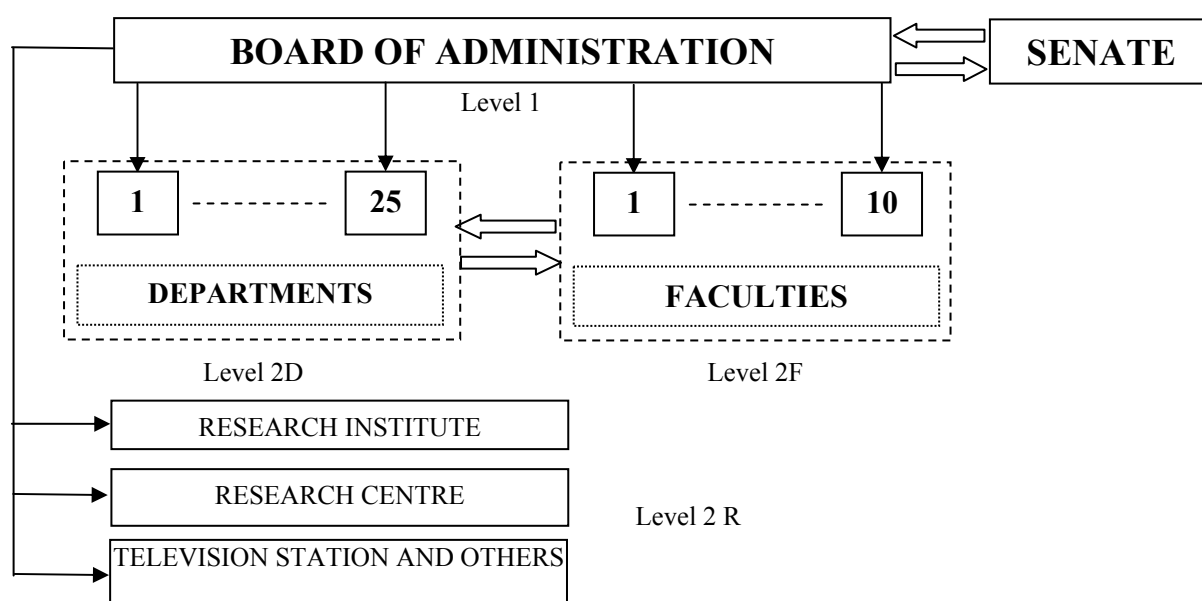 BOARD OF ADMINISTRATION
SENATE
Level 1
1
25
1
10
DEPARTMENTS
FACULTIES
Level 2D
Level 2F
RESEARCH INSTITUTE
RESEARCH CENTRE
Level 2 R
TELEVISION STATION AND OTHERS